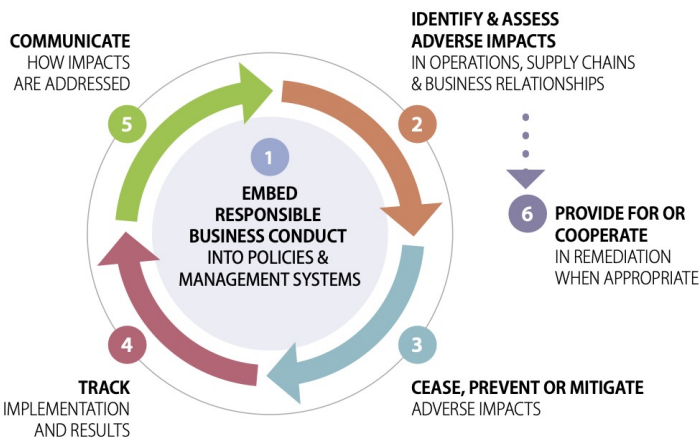 1
EMBED
RESPONSIBLE
BUSINESS CONDUCT
INTO POLICIES &
MANAGEMENT SYSTEMS
2
IDENTIFY & ASSESS
ADVERSE IMPACTS
IN OPERATIONS, SUPPLY CHAINS
& BUSINESS RELATIONSHIPS
3
CEASE, PREVENT OR MITIGATE
ADVERSE IMPACTS
4
TRACK
IMPLEMENTATION
AND RESULTS
5
COMMUNICATE
HOW IMPACTS
ARE ADDRESSED
6
PROVIDE FOR OR
COOPERATE
IN REMEDIATION
WHEN APPROPRIATE